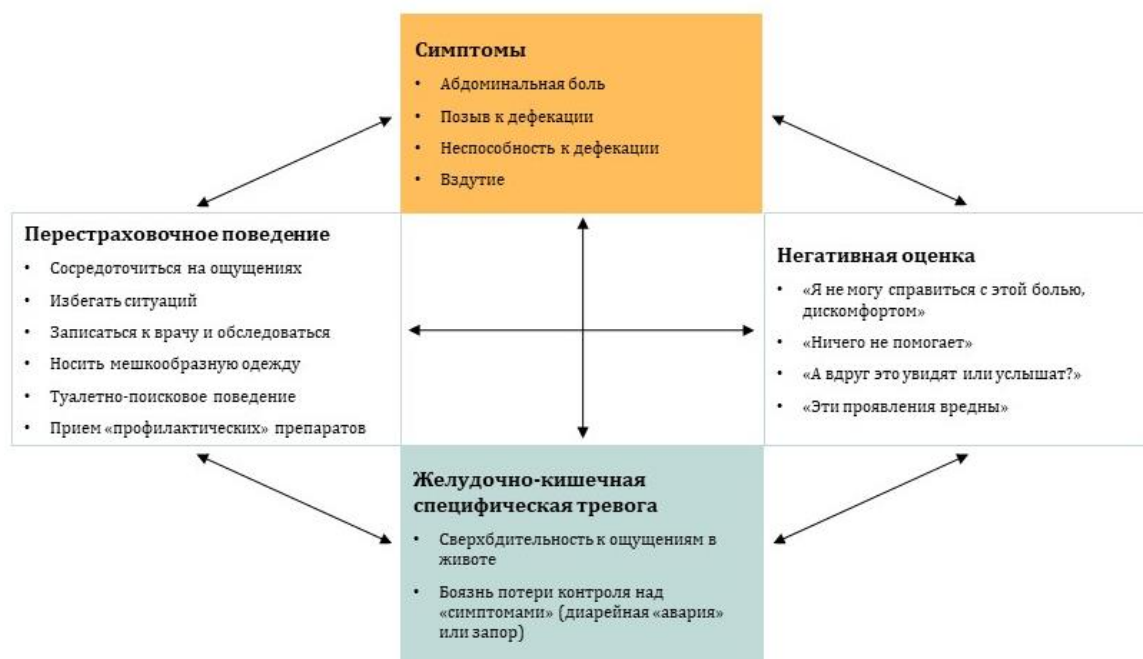 Симптомы
• Абдоминальная боль
• Позыв к дефекации
• Неспособность к дефекации
• Вздутие
Перестраховочное поведение
• Сосредоточиться на ощущениях
• Избегать ситуаций
• Записаться к врачу и обследоваться
• Носить мешкообразную одежду
• Туалетно-поисковое поведение
• Прием «профилактических» препаратов
Негативная оценка
• «Я не могу справиться с этой болью,
дискомфортом»
• «Ничего не помогает»
• «А вдруг это увидят или услышат?»
• «Эти проявления вредны»
Желудочно-кишечная
специфическая тревога
• Сверхбдительность к ощущениям в
животе
• Боязнь потери контроля над
«симптомами» (диарейная «авария»
или запор)